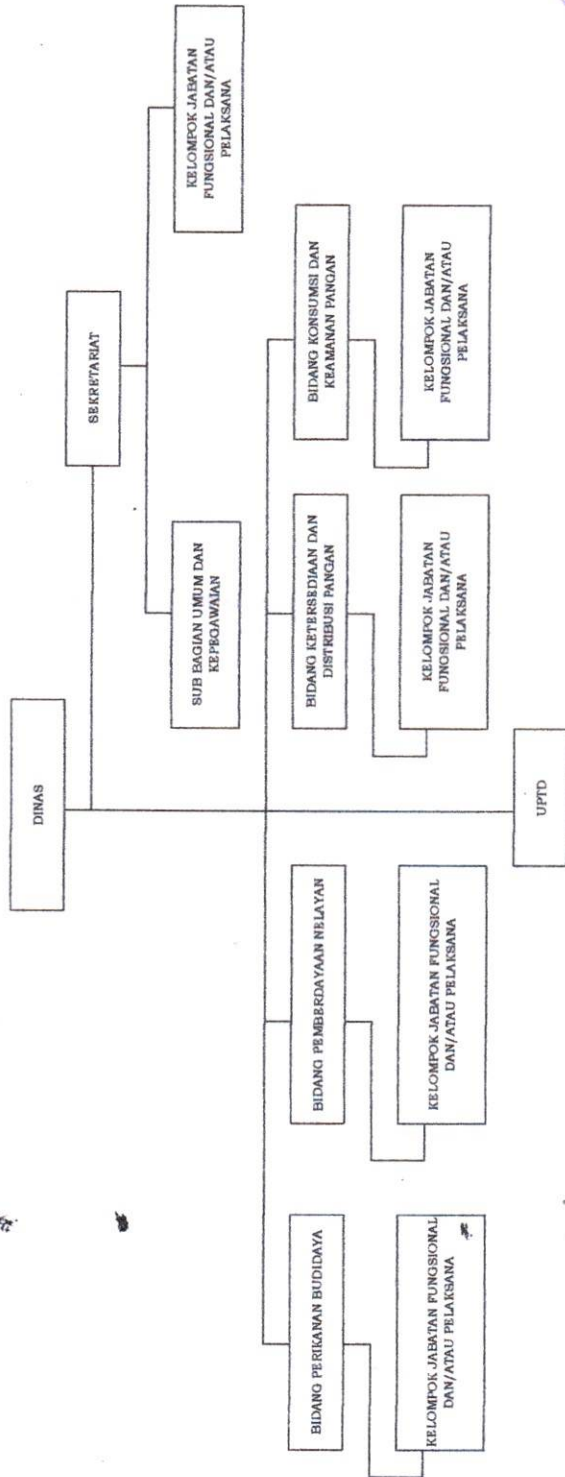 DINAS
SEKRETARIAT
SUB BAGIAN UMUM DAN
KEPEGAWAIAN
KELOMPOK JABATAN
FUNGSIONAL DAN/ATAU
PELAKSANA
BIDANG PERIKANAN BUDIDAYA
BIDANG PEMBERDAYAAN NELAYAN
BIDANG KETERSEDIAAN DAN
DISTRIBUSI PANGAN
BIDANG KONSUMSI DAN
KEAMANAN PANGAN
KELOMPOK JABATAN FUNGSIONAL
DAN/ATAU PELAKSANA
KELOMPOK JABATAN FUNGSIONAL
DAN/ATAU PELAKSANA
KELOMPOK JABATAN
FUNGSIONAL DAN/ATAU
PELAKSANA
KELOMPOK JABATAN
FUNGSIONAL DAN/ATAU
PELAKSANA
UPTD